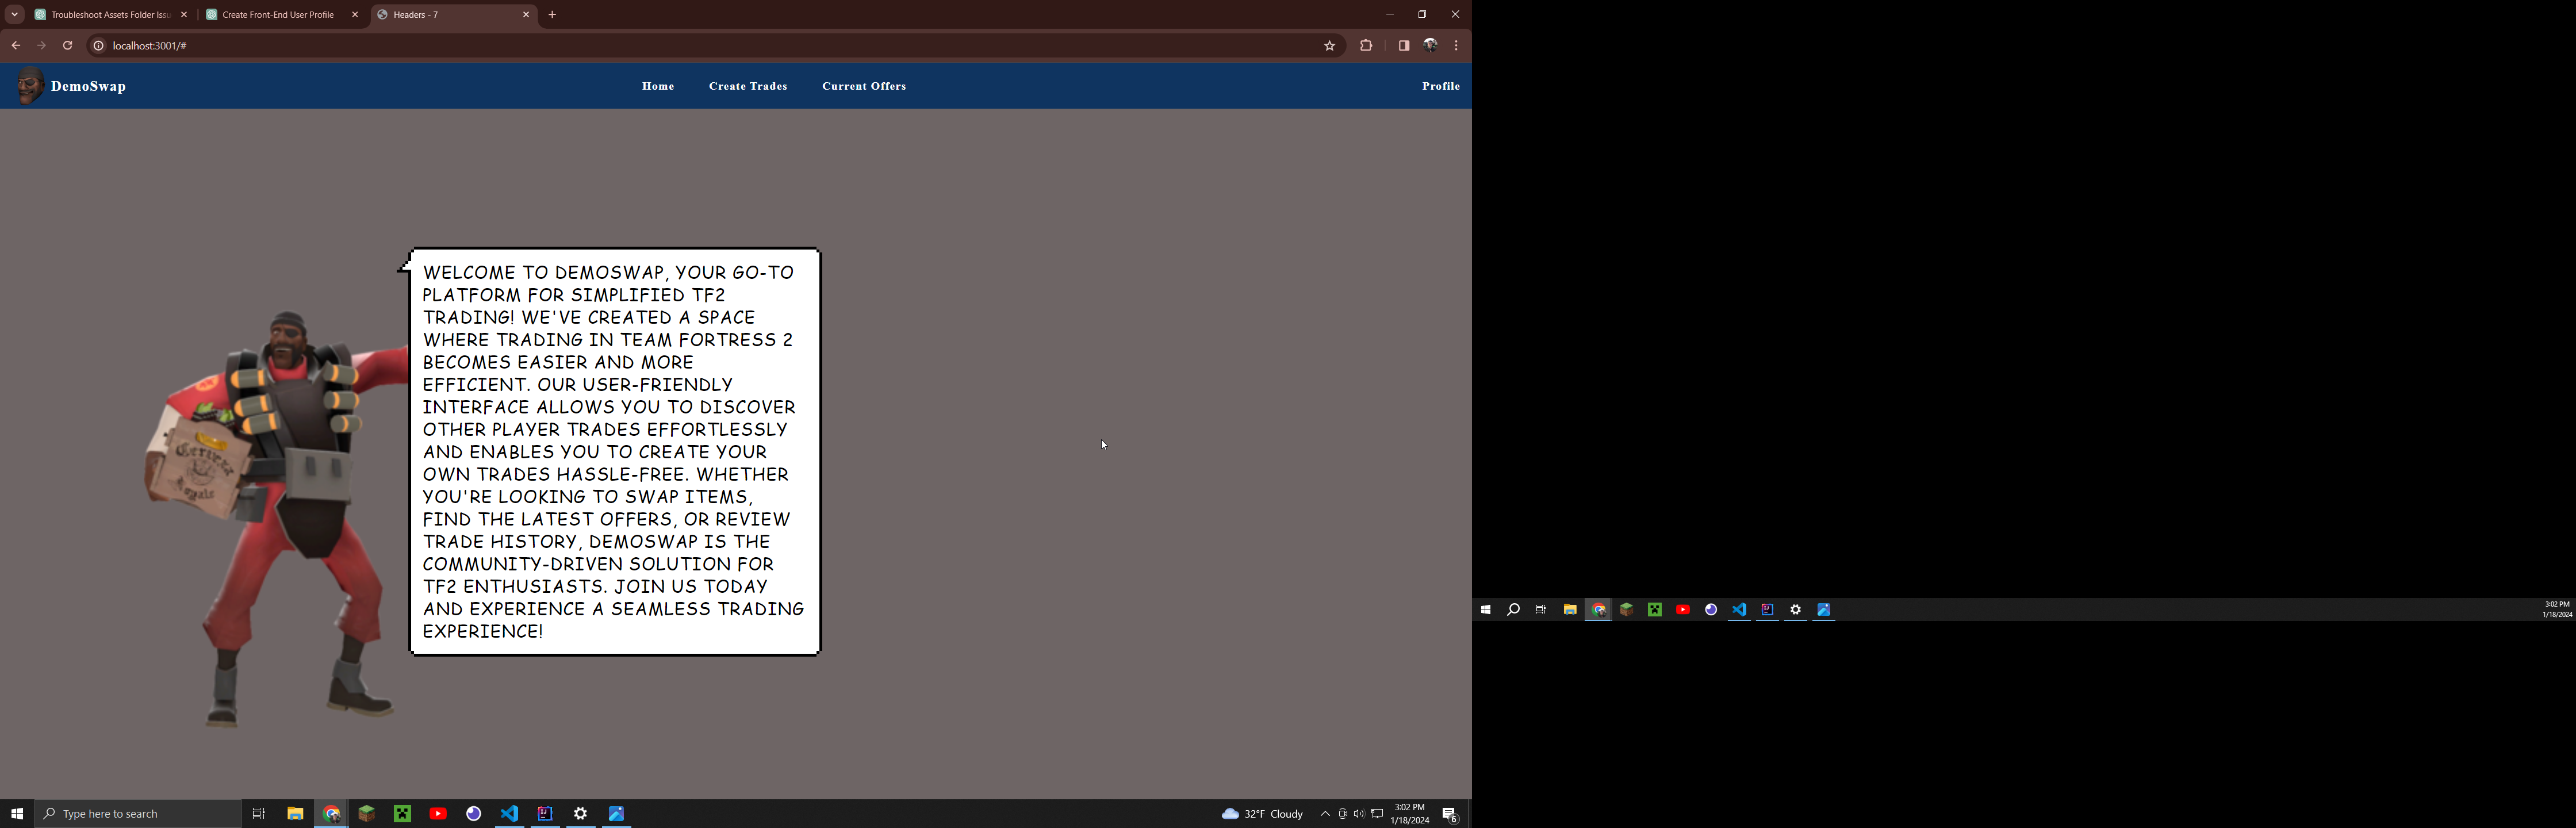 Troubleshoot Assets Folder Issu
Create Front-End User Profile
Headers - 7
localhost:3001/#
DemoSwap
Home
Create Trades
Current Offers
Profile
WELCOME TO DEMOSWAP, YOUR GO-TO
PLATFORM FOR SIMPLIFIED TF2
TRADING! WE'VE CREATED A SPACE
WHERE TRADING IN TEAM FORTRESS 2
BECOMES EASIER AND MORE
EFFICIENT. OUR USER-FRIENDLY
INTERFACE ALLOWS YOU TO DISCOVER
OTHER PLAYER TRADES EFFORTLESSLY
AND ENABLES YOU TO CREATE YOUR
OWN TRADES HASSLE-FREE. WHETHER
YOU'RE LOOKING TO SWAP ITEMS,
FIND THE LATEST OFFERS, OR REVIEW
TRADE HISTORY, DEMOSWAP IS THE
COMMUNITY-DRIVEN SOLUTION FOR
TF2 ENTHUSIASTS. JOIN US TODAY
AND EXPERIENCE A SEAMLESS TRADING
EXPERIENCE!
Type here to search
32°F Cloudy
3:02 PM
1/18/2024
6
3:02 PM
1/18/2024